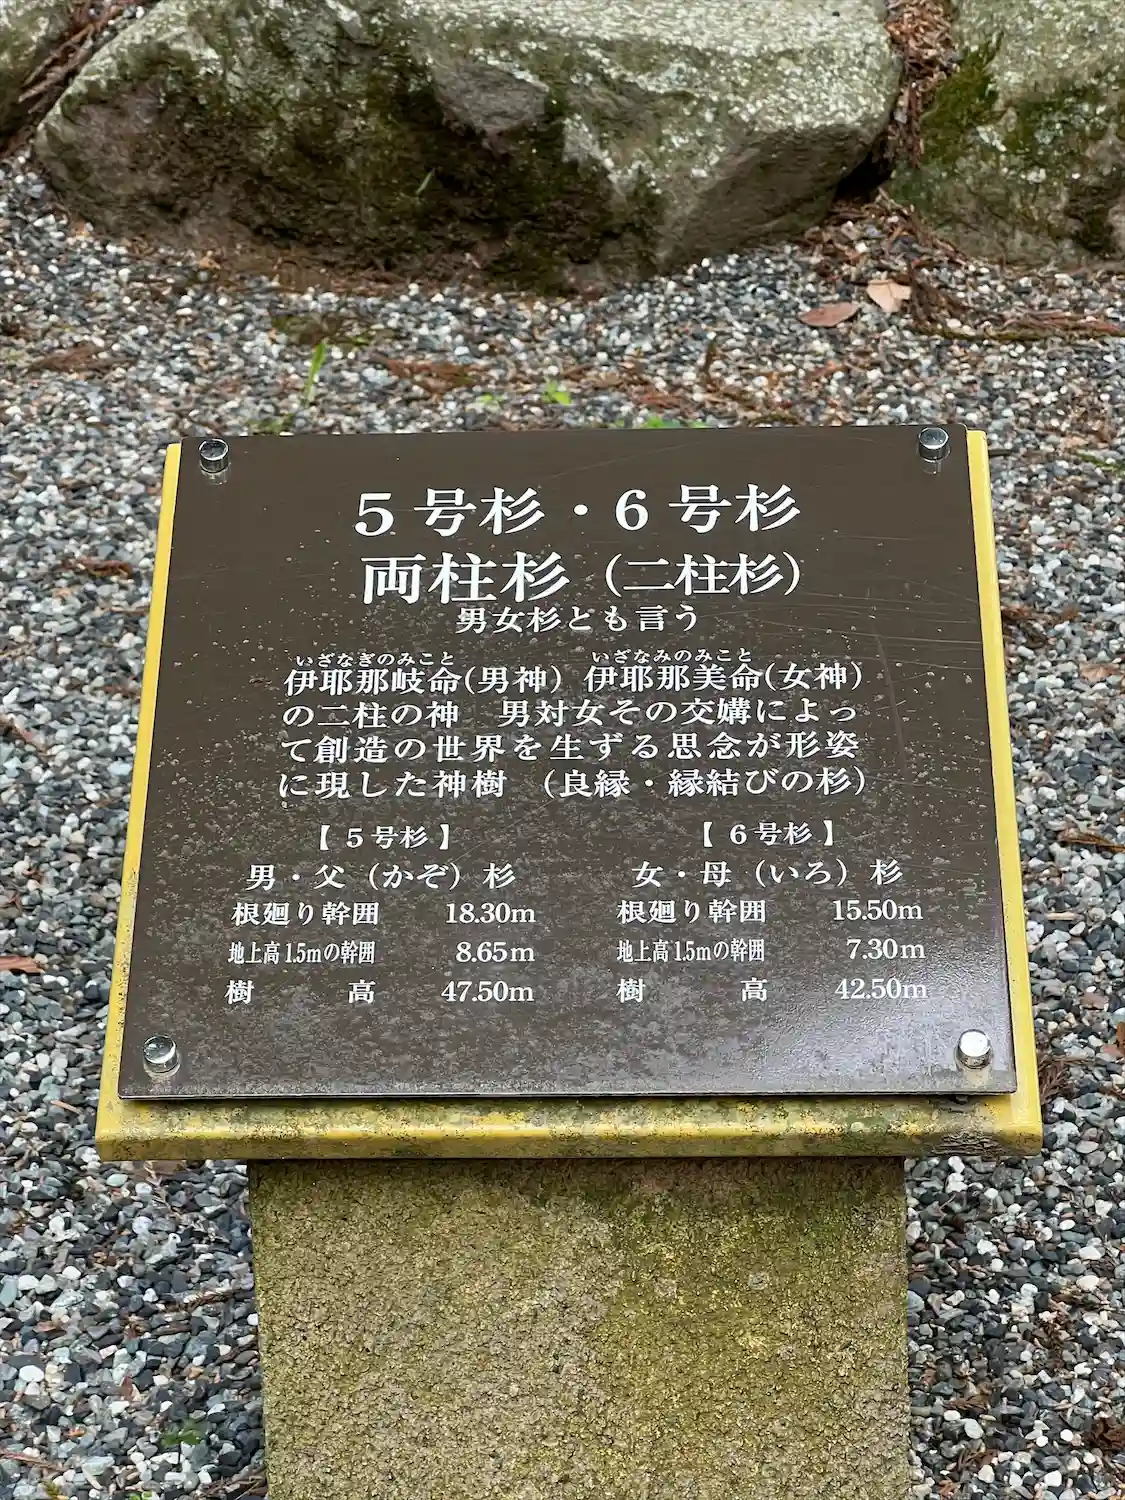 5号杉・6号杉
両柱杉（二柱杉）
男女杉とも言う
いざなぎのみこと いざなみのみこと
伊耶那岐命(男神) 伊耶那美命(女神)
の二柱の神　男対女その交媾によっ
て創造の世界を生ずる思念が形姿
に現した神樹　（良縁・縁結びの杉）
【 5号杉 】 【 6号杉 】
男・父（かぞ）杉 女・母（いろ）杉
根廻り幹囲 18.30m 根廻り幹囲 15.50m
地上高1.5mの幹囲 8.65m 地上高1.5mの幹囲 7.30m
樹　高 47.50m 樹　高 42.50m